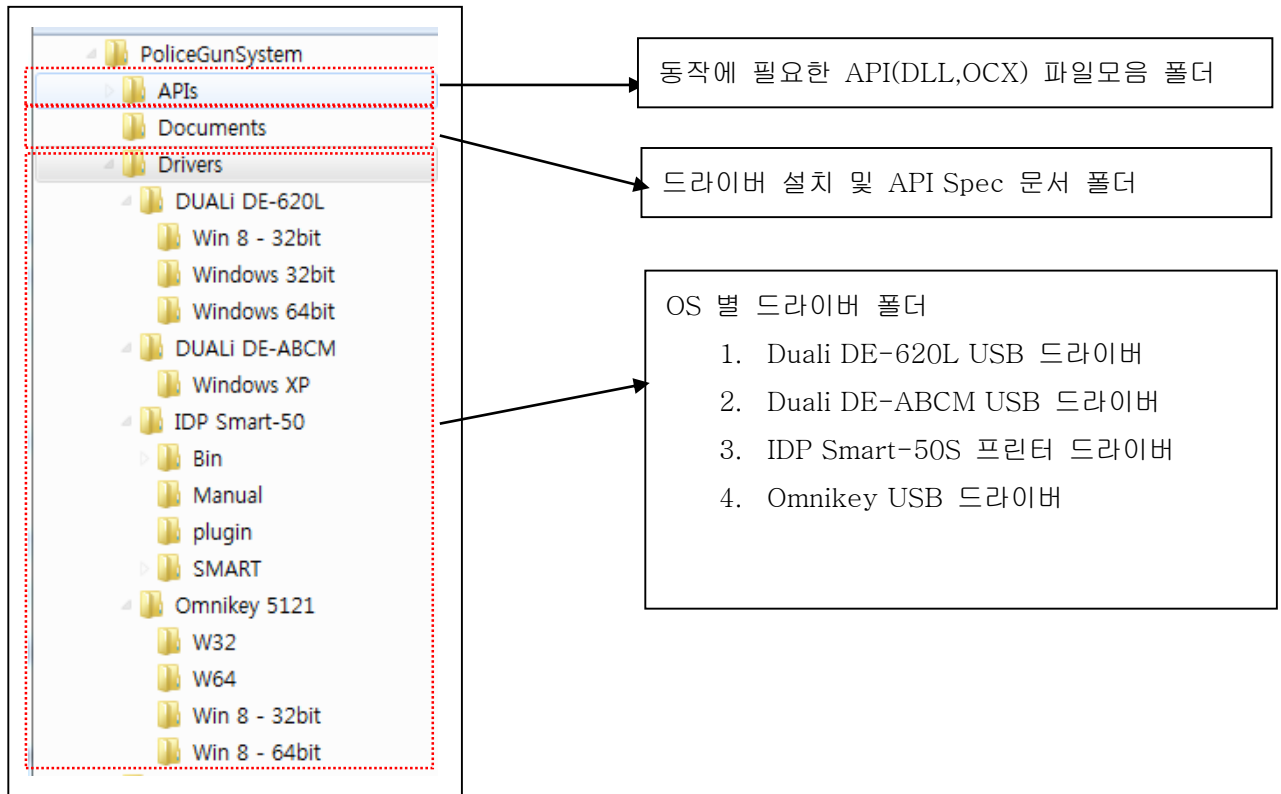 PoliceGunSystem
APIs
Documents
Drivers
DUALi DE-620L
Win 8 - 32bit
Windows 32bit
Windows 64bit
DUALi DE-ABCM
Windows XP
IDP Smart-50
Bin
Manual
plugin
SMART
Omnikey 5121
W32
W64
Win 8 - 32bit
Win 8 - 64bit
동작에 필요한 API(DLL,OCX) 파일모음 폴더
드라이버 설치 및 API Spec 문서 폴더
OS 별 드라이버 폴더
1. Duali DE-620L USB 드라이버
2. Duali DE-ABCM USB 드라이버
3. IDP Smart-50S 프린터 드라이버
4. Omnikey USB 드라이버